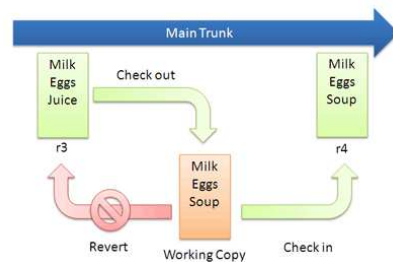 Main Trunk
Milk
Eggs
Juice
r3
Check out
Milk
Eggs
Soup
r4
Milk
Eggs
Soup
Working Copy
Revert
Check in